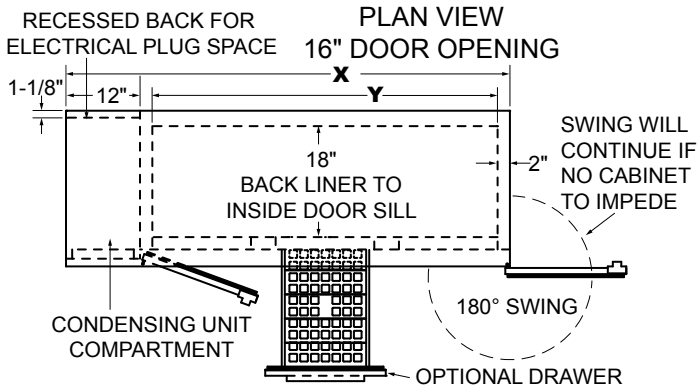 RECESSED BACK FOR
ELECTRICAL PLUG SPACE
PLAN VIEW
16" DOOR OPENING
X
1-1/8"
12"
Y
18"
BACK LINER TO
INSIDE DOOR SILL
2"
SWING WILL
CONTINUE IF
NO CABINET
TO IMPEDE
180° SWING
CONDENSING UNIT
COMPARTMENT
OPTIONAL DRAWER